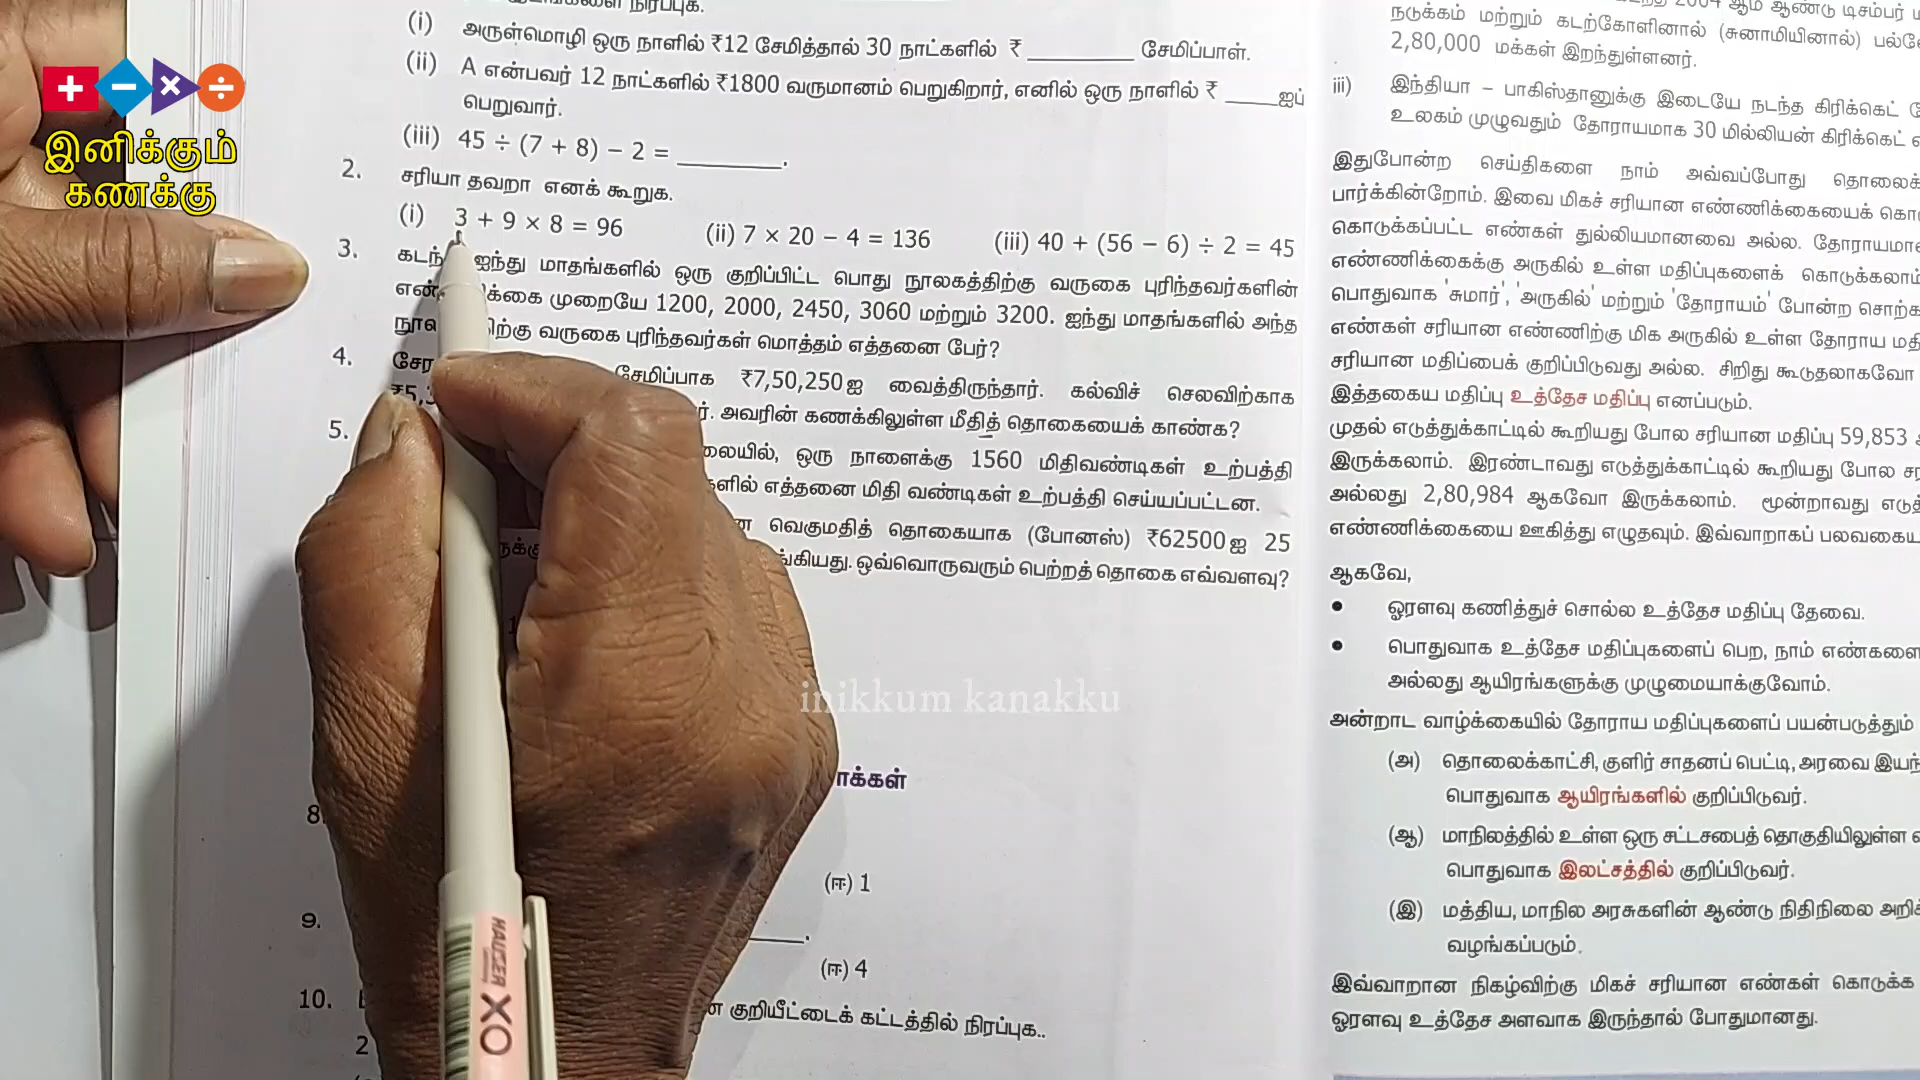 இனிக்கும்
கணக்கு
நிரப்புக.
(i) அருள்மொழி ஒரு நாளில் ₹12 சேமித்தால் 30 நாட்களில் ₹ ________ சேமிப்பாள்.
(ii) A என்பவர் 12 நாட்களில் ₹1800 வருமானம் பெறுகிறார், எனில் ஒரு நாளில் ₹ ____ஐப்
பெறுவார்.
(iii) 45 ÷ (7 + 8) − 2 = ________.
2. சரியா தவறா எனக் கூறுக.
(i) 3 + 9 × 8 = 96 (ii) 7 × 20 − 4 = 136 (iii) 40 + (56 − 6) ÷ 2 = 45
3. ஐந்து மாதங்களில் ஒரு குறிப்பிட்ட பொது நூலகத்திற்கு வருகை புரிந்தவர்களின்
முறையே 1200, 2000, 2450, 3060 மற்றும் 3200. ஐந்து மாதங்களில் அந்த
வருகை புரிந்தவர்கள் மொத்தம் எத்தனை பேர்?
4. சேமிப்பாக ₹7,50,250ஐ வைத்திருந்தார். கல்விச் செலவிற்காக
அவரின் கணக்கிலுள்ள மீதித் தொகையைக் காண்க?
5. ஒரு நாளைக்கு 1560 மிதிவண்டிகள் உற்பத்தி
எத்தனை மிதி வண்டிகள் உற்பத்தி செய்யப்பட்டன.
வெகுமதித் தொகையாக (போனஸ்) ₹62500ஐ 25
ஒவ்வொருவரும் பெற்றத் தொகை எவ்வளவு?
inikkum kanakku
8.
(ஈ) 1
9. ____.
(ஈ) 4
10. குறியீட்டைக் கட்டத்தில் நிரப்புக..
2
HAUSER
XO
2004 ஆம் ஆண்டு டிசம்பர்
நடுக்கம் மற்றும் கடற்கோளினால் (சுனாமியினால்)
2,80,000 மக்கள் இறந்துள்ளனர்.
iii) இந்தியா – பாகிஸ்தானுக்கு இடையே நடந்த கிரிக்கெட்
உலகம் முழுவதும் தோராயமாக 30 மில்லியன் கிரிக்கெட்
இதுபோன்ற செய்திகளை நாம் அவ்வப்போது
பார்க்கின்றோம். இவை மிகச் சரியான எண்ணிக்கையைக்
கொடுக்கப்பட்ட எண்கள் துல்லியமானவை அல்ல.
எண்ணிக்கைக்கு அருகில் உள்ள மதிப்புகளைக் கொடுக்கலாம்
பொதுவாக 'சுமார்', 'அருகில்' மற்றும் 'தோராயம்' போன்ற
எண்கள் சரியான எண்ணிற்கு மிக அருகில் உள்ள தோராய
சரியான மதிப்பைக் குறிப்பிடுவது அல்ல. சிறிது கூடுதலாகவோ
இத்தகைய மதிப்பு உத்தேச மதிப்பு எனப்படும்.
முதல் எடுத்துக்காட்டில் கூறியது போல சரியான மதிப்பு 59,853
இருக்கலாம். இரண்டாவது எடுத்துக்காட்டில் கூறியது போல
அல்லது 2,80,984 ஆகவோ இருக்கலாம். மூன்றாவது
எண்ணிக்கையை ஊகித்து எழுதவும். இவ்வாறாகப்
ஆகவே,
• ஓரளவு கணித்துச் சொல்ல உத்தேச மதிப்பு தேவை.
• பொதுவாக உத்தேச மதிப்புகளைப் பெற, நாம் எண்களை
அல்லது ஆயிரங்களுக்கு முழுமையாக்குவோம்.
அன்றாட வாழ்க்கையில் தோராய மதிப்புகளைப் பயன்படுத்தும்
(அ) தொலைக்காட்சி, குளிர் சாதனப் பெட்டி, அரவை
பொதுவாக ஆயிரங்களில் குறிப்பிடுவர்.
(ஆ) மாநிலத்தில் உள்ள ஒரு சட்டசபைத் தொகுதியிலுள்ள
பொதுவாக இலட்சத்தில் குறிப்பிடுவர்.
(இ) மத்திய, மாநில அரசுகளின் ஆண்டு நிதிநிலை
வழங்கப்படும்.
இவ்வாறான நிகழ்விற்கு மிகச் சரியான எண்கள் கொடுக்க
ஓரளவு உத்தேச அளவாக இருந்தால் போதுமானது.